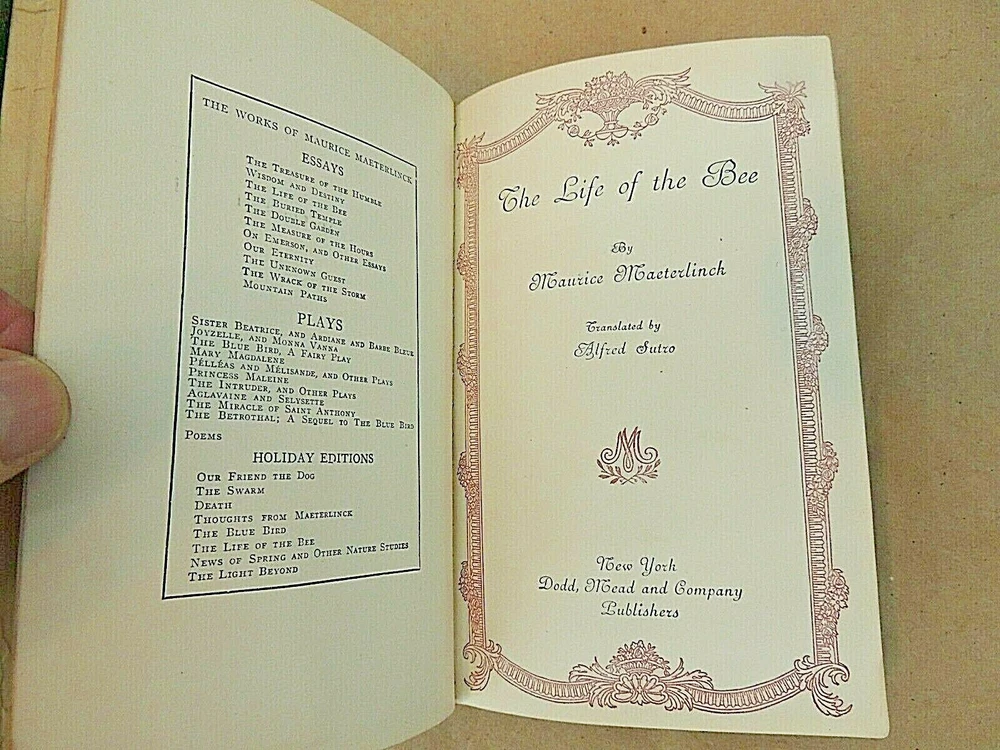 THE WORKS OF MAURICE MAETERLINCK
ESSAYS
THE TREASURE OF THE HUMBLE
WISDOM AND DESTINY
THE LIFE OF THE BEE
THE BURIED TEMPLE
THE DOUBLE GARDEN
THE MEASURE OF THE HOURS
ON EMERSON, AND OTHER ESSAYS
OUR ETERNITY
THE UNKNOWN GUEST
THE WRACK OF THE STORM
MOUNTAIN PATHS
PLAYS
SISTER BEATRICE, AND ARDIANE AND BARBE BLEUE
JOYZELLE, AND MONNA VANNA
THE BLUE BIRD, A FAIRY PLAY
MARY MAGDALENE
PÉLLÉAS AND MÉLISANDE, AND OTHER PLAYS
PRINCESS MALEINE
THE INTRUDER, AND OTHER PLAYS
AGLAVAINE AND SELYSETTE
THE MIRACLE OF SAINT ANTHONY
THE BETROTHAL; A SEQUEL TO THE BLUE BIRD
POEMS
HOLIDAY EDITIONS
OUR FRIEND THE DOG
THE SWARM
DEATH
THOUGHTS FROM MAETERLINCK
THE BLUE BIRD
THE LIFE OF THE BEE
NEWS OF SPRING AND OTHER NATURE STUDIES
THE LIGHT BEYOND
The Life of the Bee
By
Maurice Maeterlinck
Translated by
Alfred Sutro
M
New York
Dodd, Mead and Company
Publishers